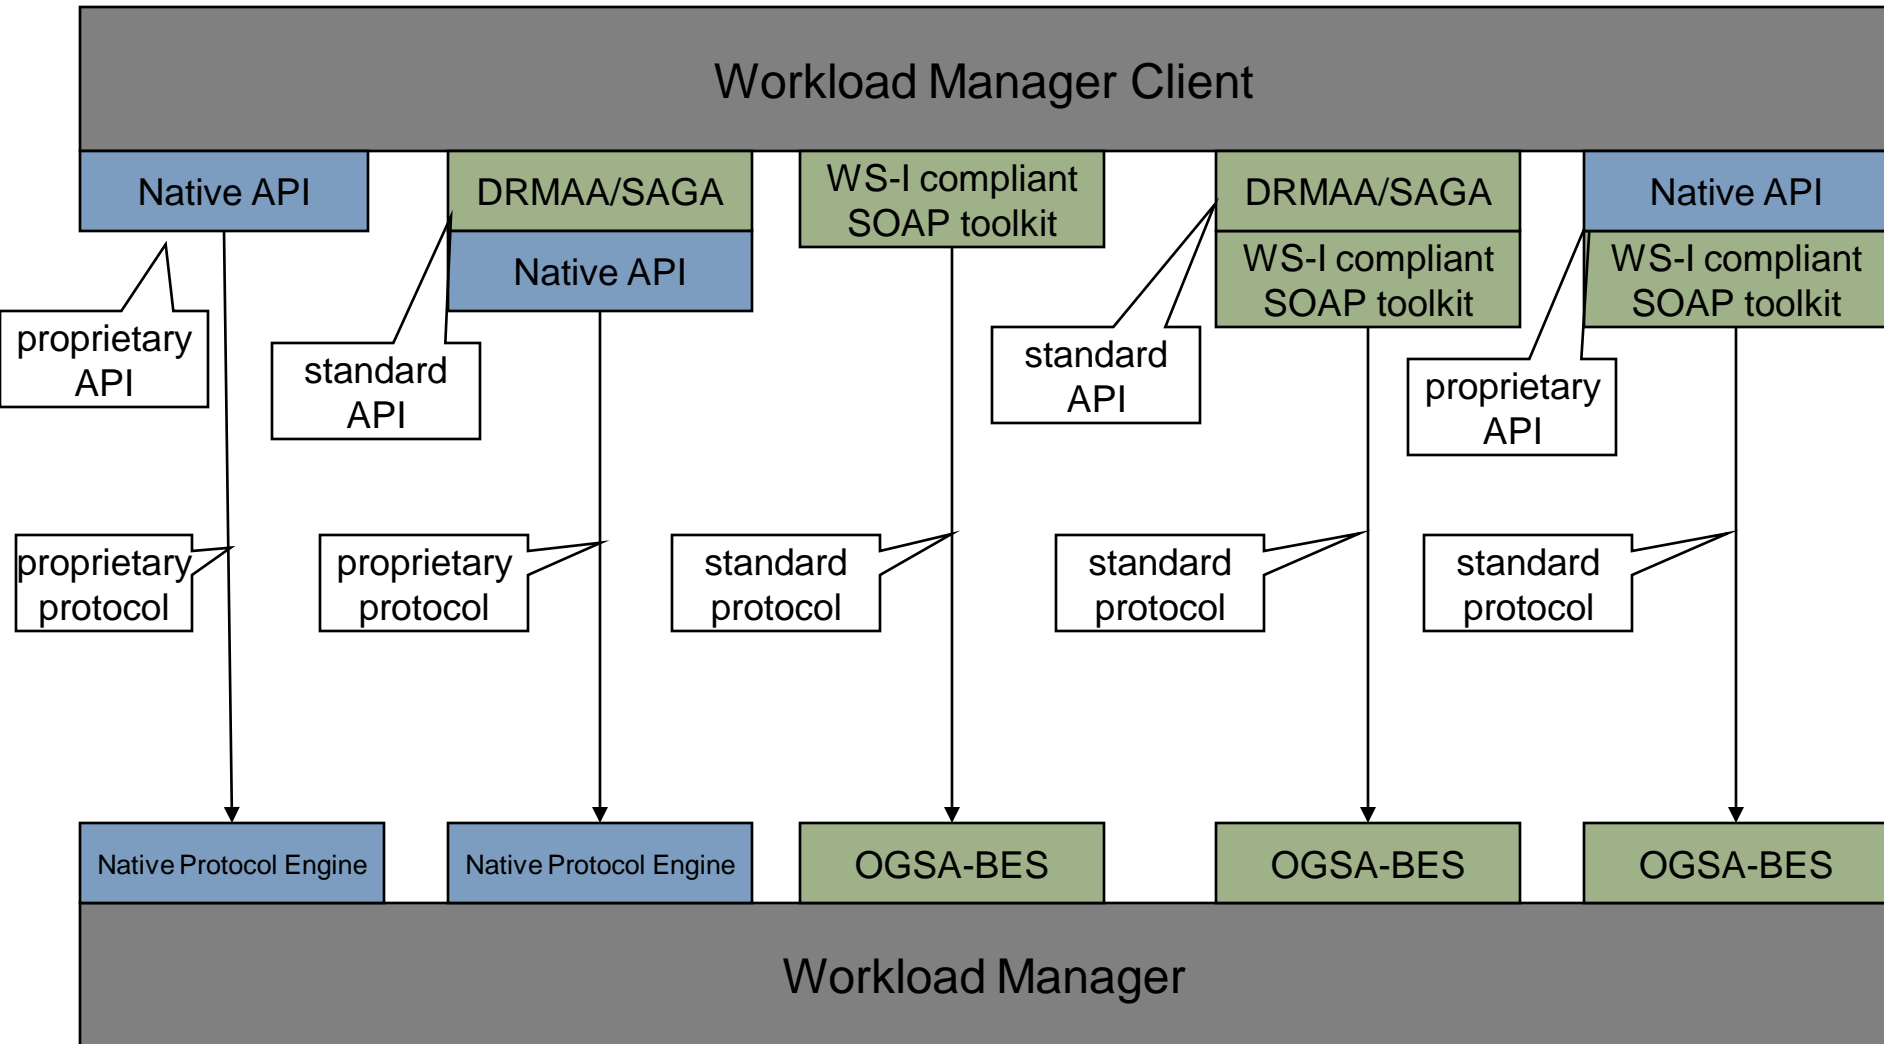 Workload Manager Client
Native API
DRMAA/SAGA
WS-I compliant
SOAP toolkit
DRMAA/SAGA
Native API
Native API
WS-I compliant
SOAP toolkit
WS-I compliant
SOAP toolkit
proprietary
API
standard
API
standard
API
proprietary
API
proprietary
protocol
proprietary
protocol
standard
protocol
standard
protocol
standard
protocol
Native Protocol Engine
Native Protocol Engine
OGSA-BES
OGSA-BES
OGSA-BES
Workload Manager